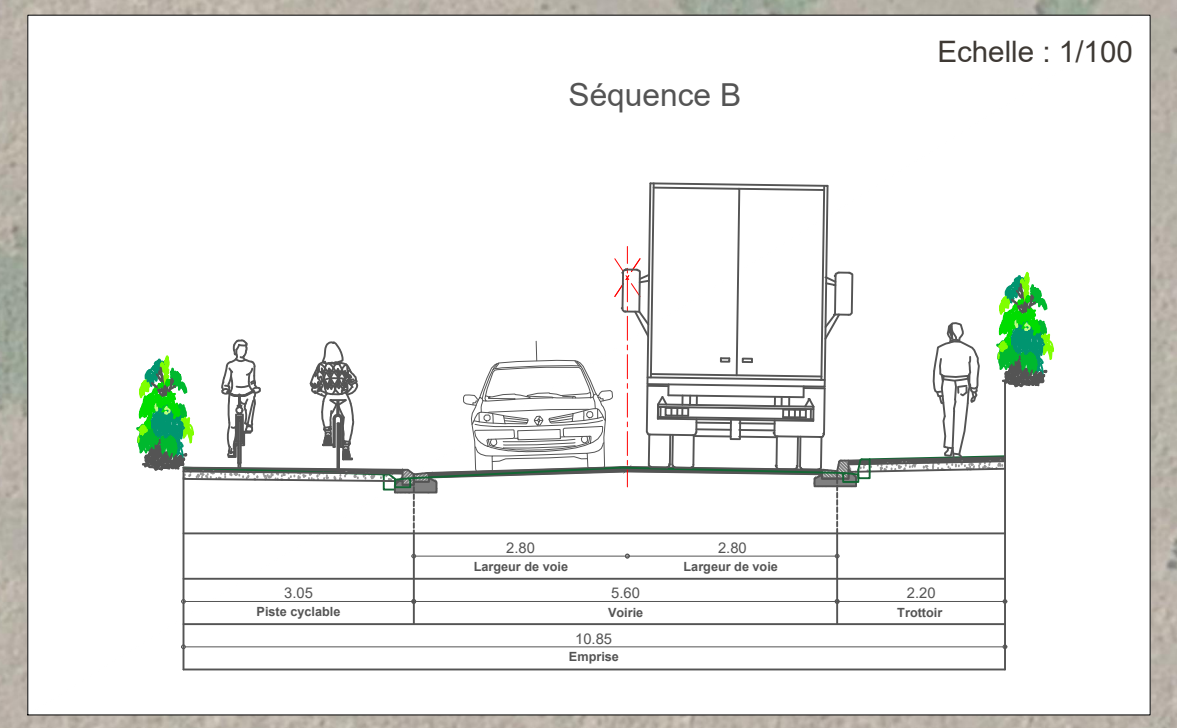 Echelle : 1/100
Séquence B
2.80 2.80
Largeur de voie Largeur de voie
3.05 5.60 2.20
Piste cyclable Voirie Trottoir
10.85
Emprise